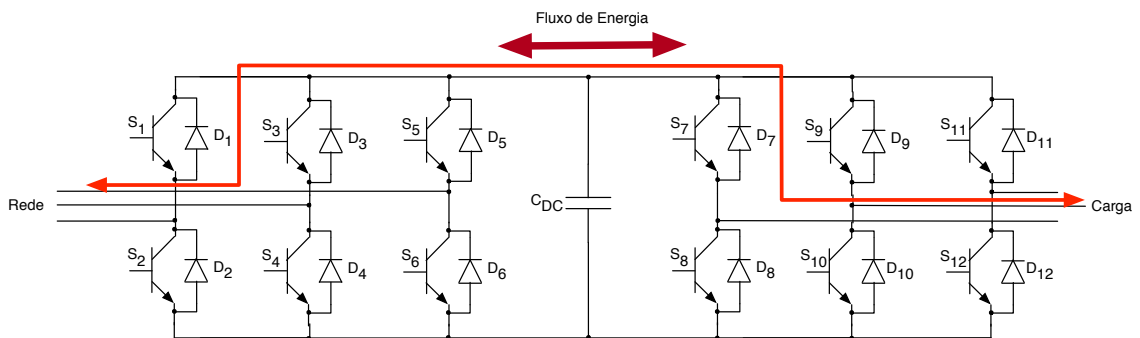 Fluxo de Energia
S1 D1 S3 D3 S5 D5 S7 D7 S9 D9 S11 D11
Rede CDC Carga
S2 D2 S4 D4 S6 D6 S8 D8 S10 D10 S12 D12